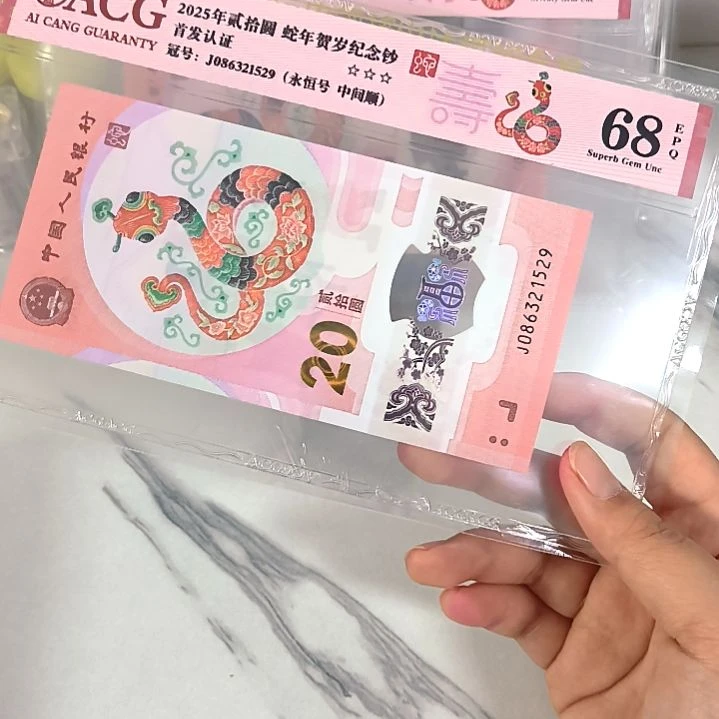 ACG
AI CANG GUARANTY
2025年贰拾圆 蛇年贺岁纪念钞
首发认证
☆☆☆
冠号：J086321529（永恒号 中间顺）
寿
68
EPQ
Superb Gem Unc
中国人民银行
贰拾圆
20
J086321529